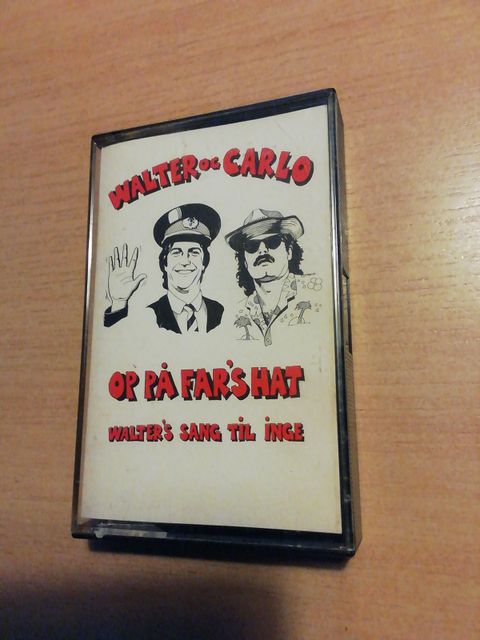 WALTER OG CARLO
OP PÅ FAR'S HAT
WALTER'S SANG TIL INGE